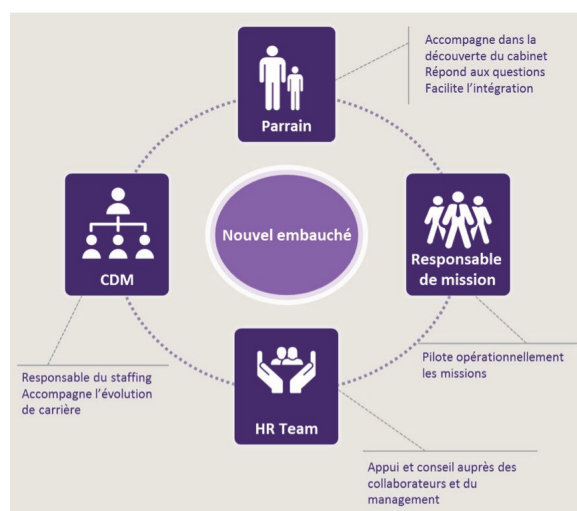 Accompagne dans la
découverte du cabinet
Répond aux questions
Facilite l'intégration
Parrain
Nouvel embauché
CDM
Responsable
de mission
Pilote opérationnellement
les missions
Responsable du staffing
Accompagne l'évolution
de carrière
HR Team
Appui et conseil auprès des
collaborateurs et du
management